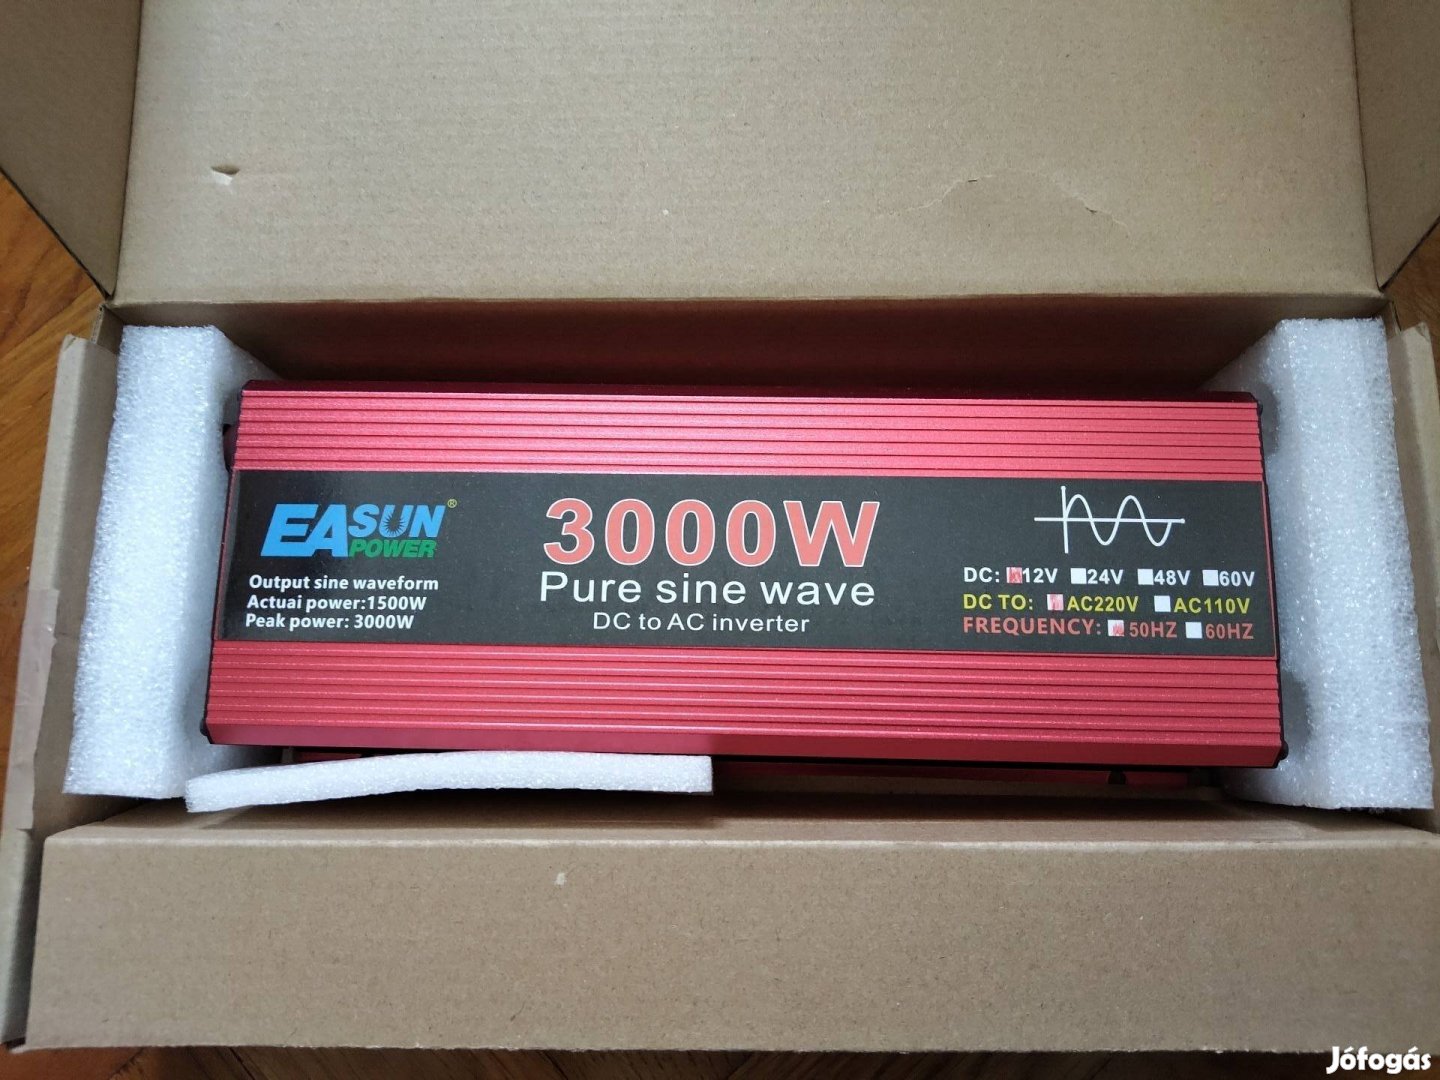 EASUN®
POWER
Output sine waveform
Actuai power:1500W
Peak power: 3000W
3000W
Pure sine wave
DC to AC inverter
DC: 12V 24V 48V 60V
DC TO: AC220V AC110V
FREQUENCY: 50HZ 60HZ
Jófogás